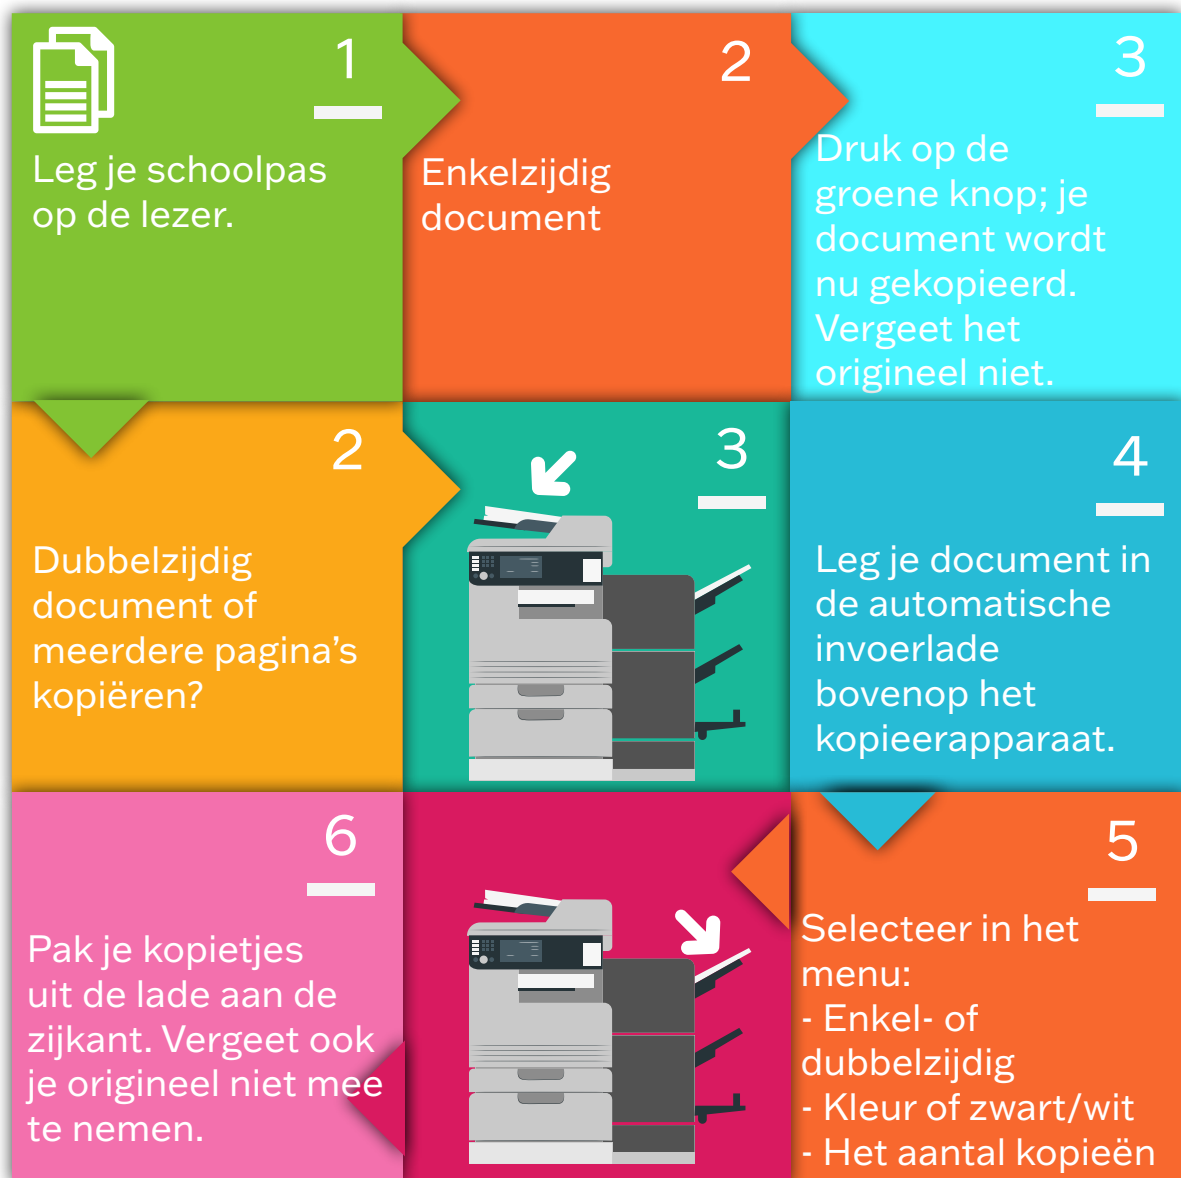 1
Leg je schoolpas
op de lezer.
2
Enkelzijdig
document
3
Druk op de
groene knop; je
document wordt
nu gekopieerd.
Vergeet het
origineel niet.
2
Dubbelzijdig
document of
meerdere pagina’s
kopiëren?
3
4
Leg je document in
de automatische
invoerlade
bovenop het
kopieerapparaat.
6
Pak je kopietjes
uit de lade aan de
zijkant. Vergeet ook
je origineel niet mee
te nemen.
5
Selecteer in het
menu:
- Enkel- of
dubbelzijdig
- Kleur of zwart/wit
- Het aantal kopieën